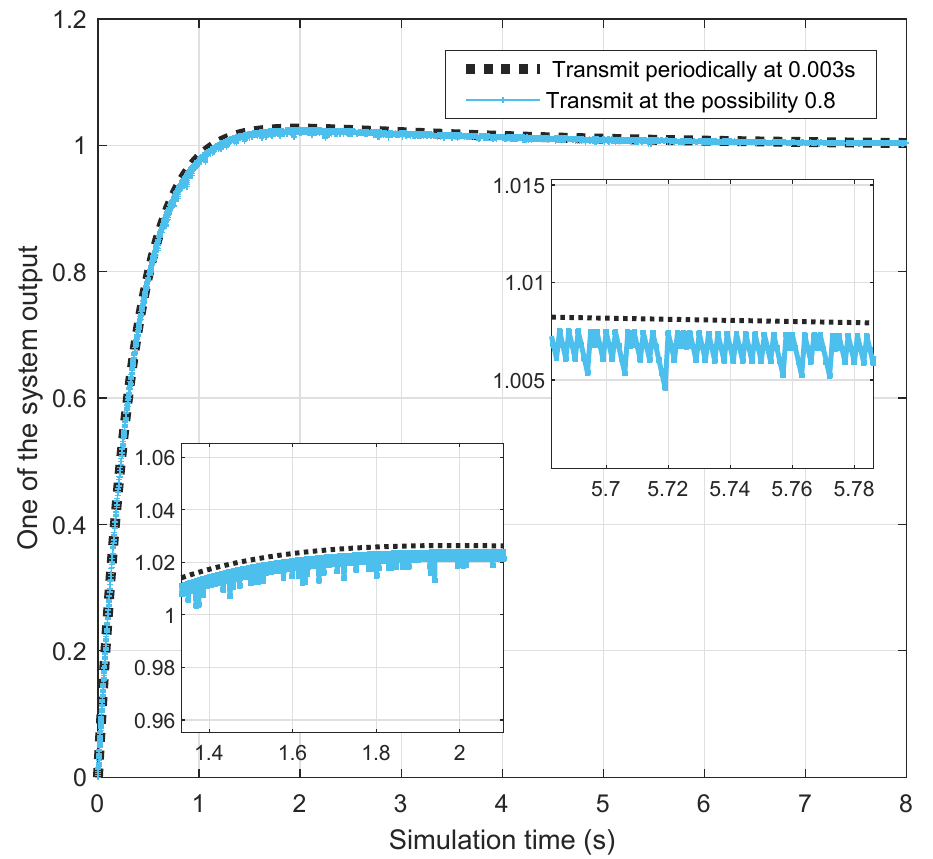 1.2
1
0.8
0.6
0.4
0.2
0
One of the system output
Transmit periodically at 0.003s
Transmit at the possibility 0.8
1.015
1.01
1.005
5.7 5.72 5.74 5.76 5.78
1.06
1.04
1.02
1
0.98
0.96
1.4 1.6 1.8 2
0 1 2 3 4 5 6 7 8
Simulation time (s)